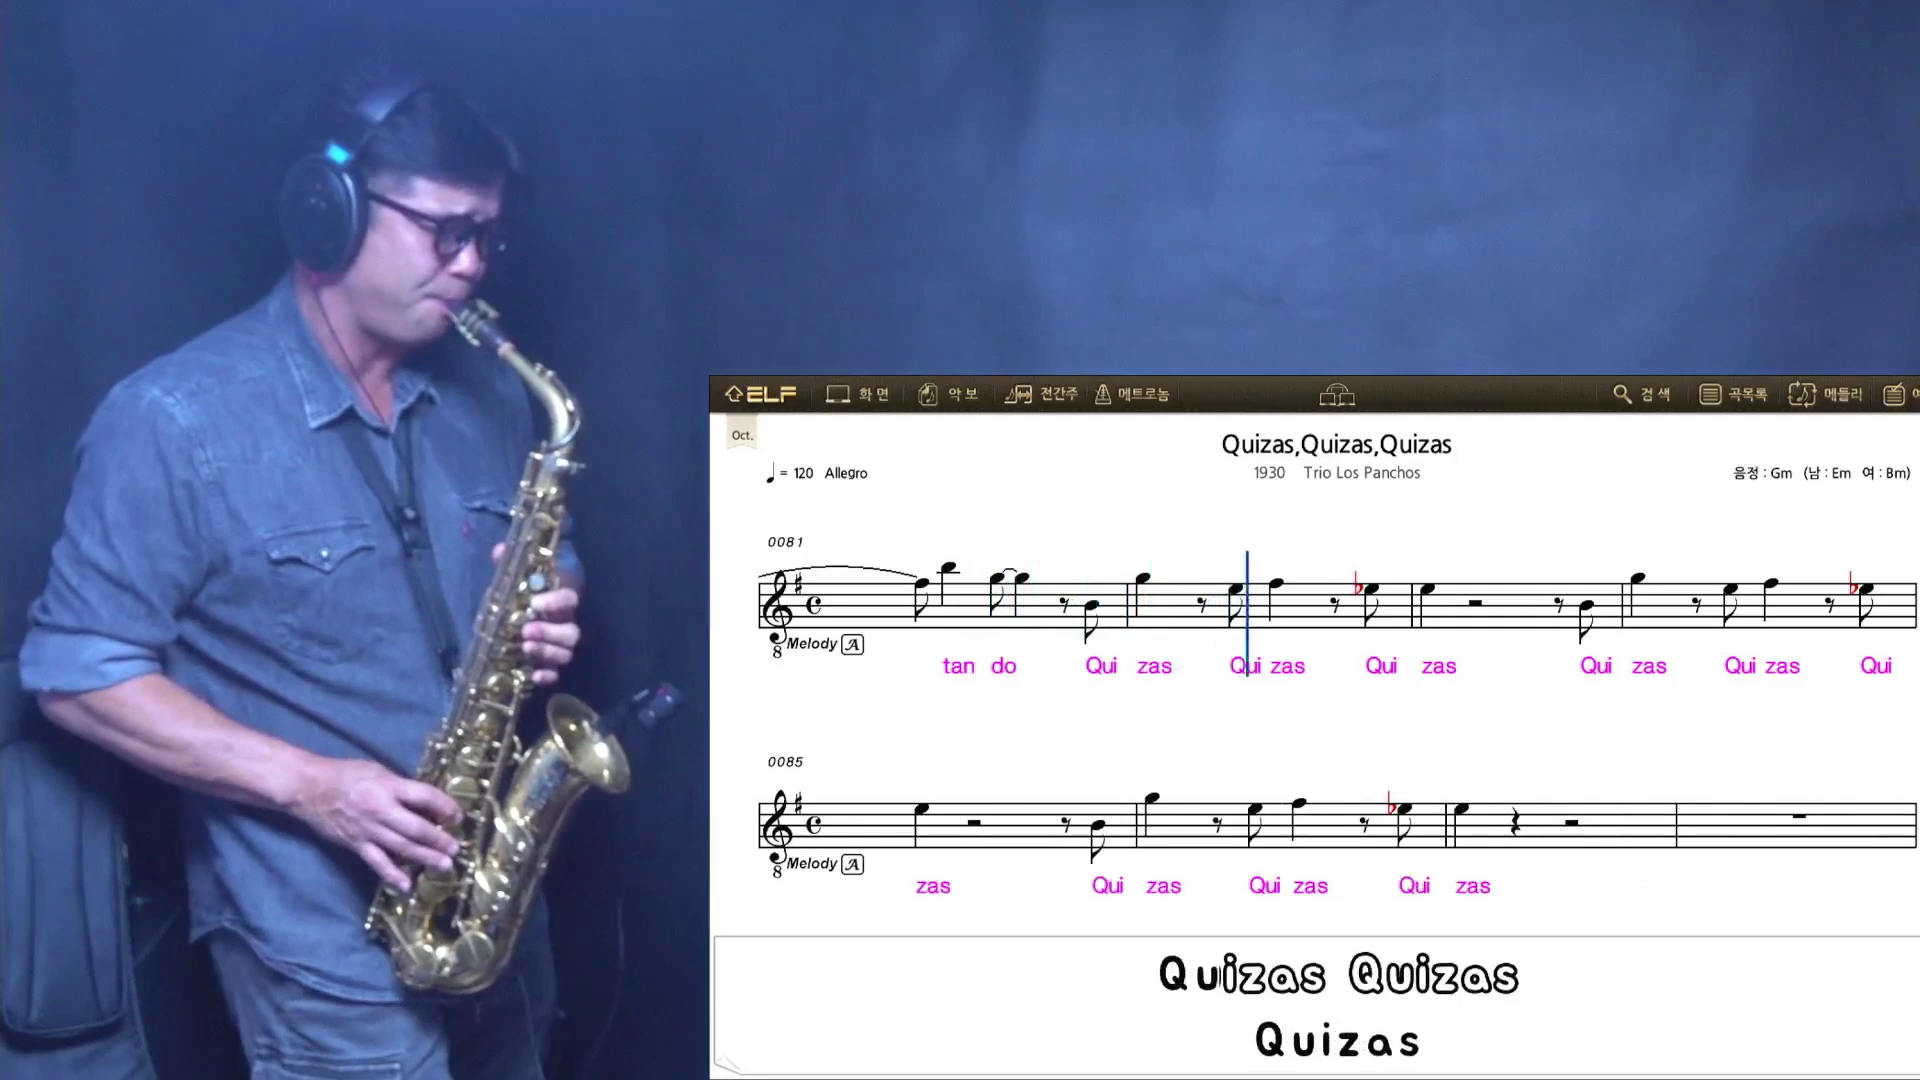 ELF 화면 악보 전간주 메트로놈 검색 곡목록 메들리
Oct.
Quizas,Quizas,Quizas
= 120 Allegro
1930 Trio Los Panchos
음정 : Gm (남 : Em 여 : Bm)
0081
8 Melody A
tan do Qui zas Qui zas Qui zas Qui zas Qui zas Qui
0085
8 Melody A
zas Qui zas Qui zas Qui zas
Quizas Quizas
Quizas